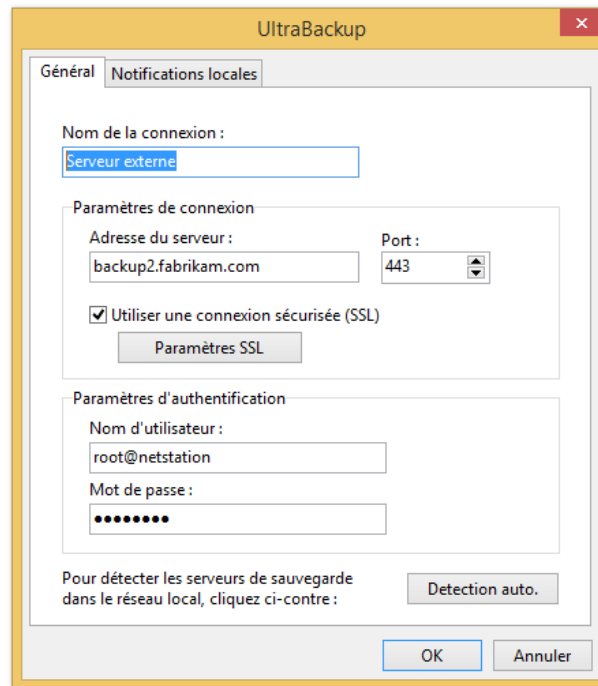 UltraBackup
Général Notifications locales
Nom de la connexion :
Serveur externe
Paramètres de connexion
Adresse du serveur : Port :
backup2.fabrikam.com 443
Utiliser une connexion sécurisée (SSL)
Paramètres SSL
Paramètres d'authentification
Nom d'utilisateur :
root@netstation
Mot de passe :
●●●●●●●●
Pour détecter les serveurs de sauvegarde
dans le réseau local, cliquez ci-contre :
Detection auto.
OK Annuler